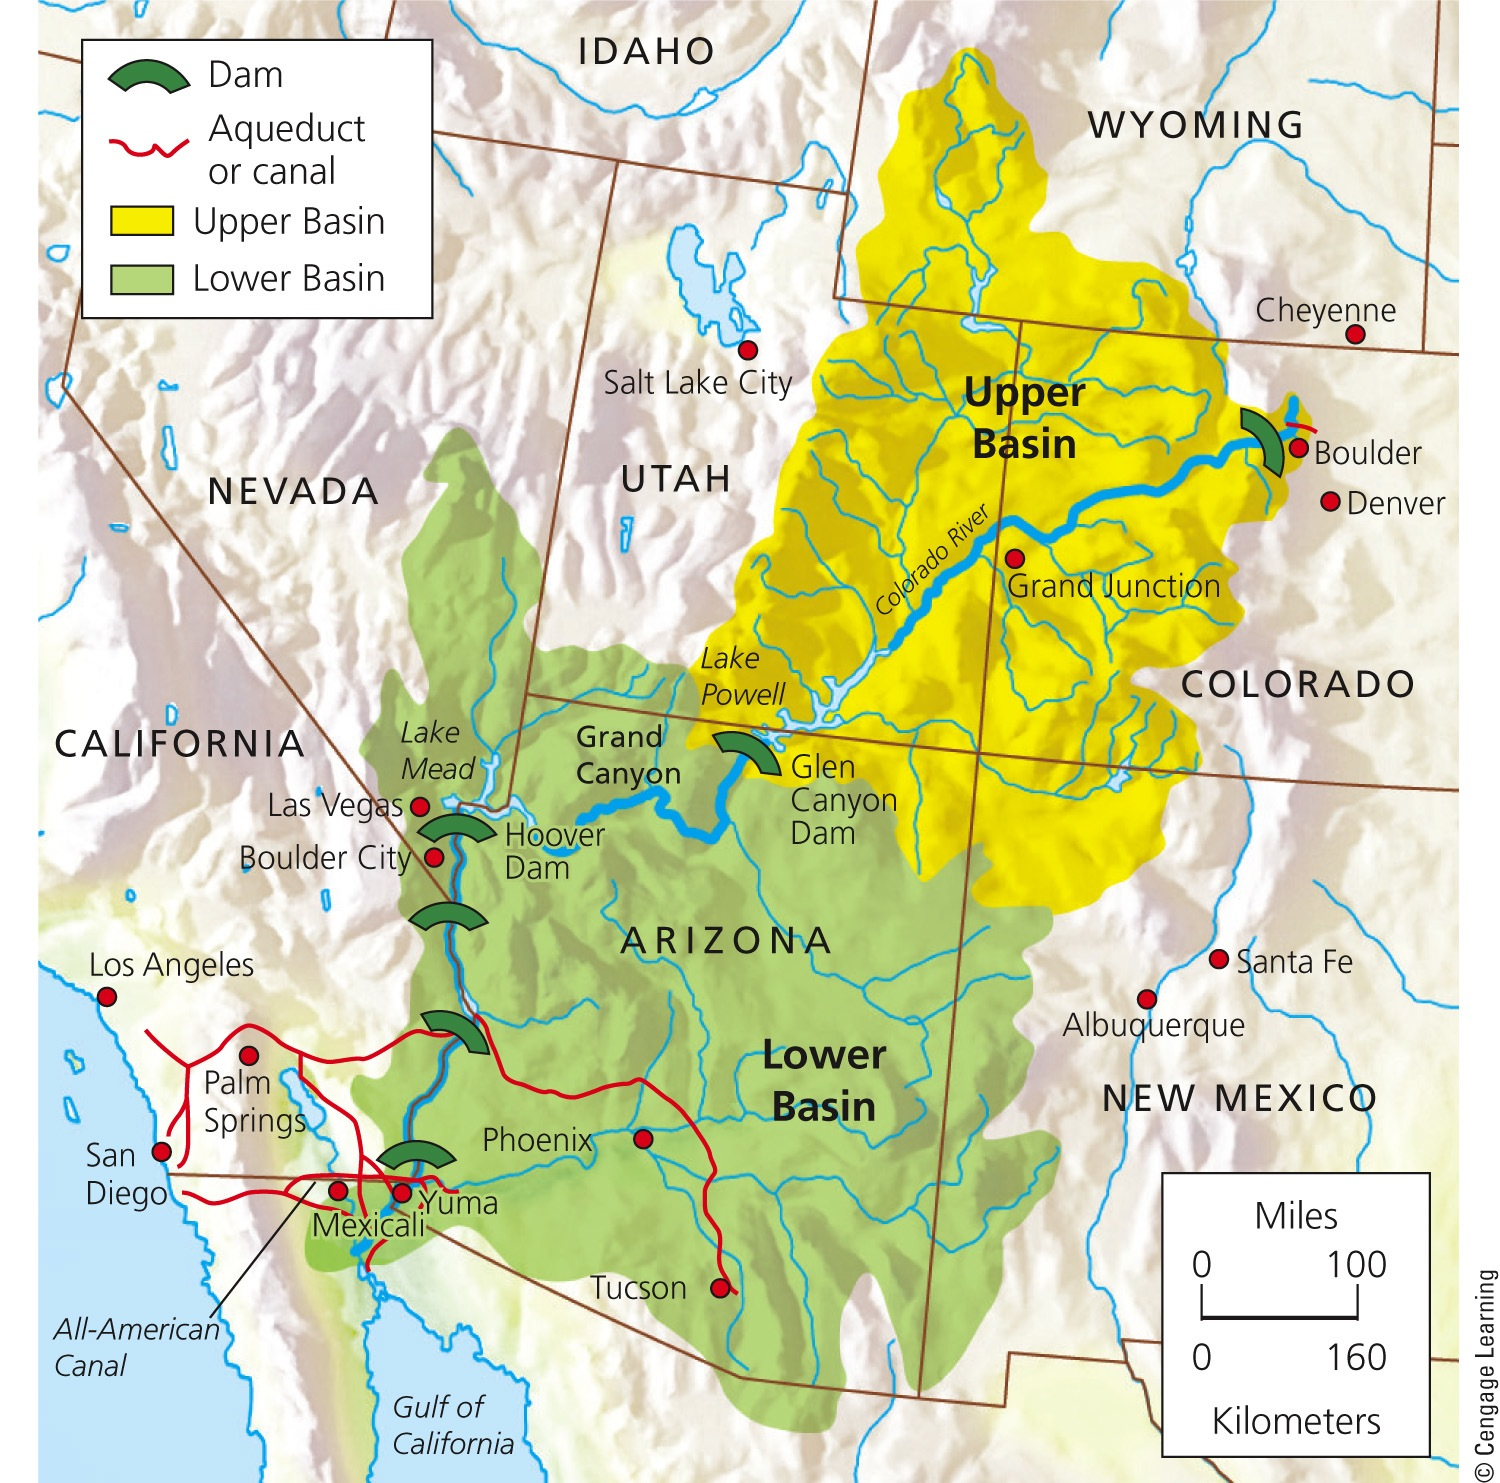 Dam
Aqueduct
or canal
Upper Basin
Lower Basin
IDAHO
WYOMING
Cheyenne
Salt Lake City
Upper
Basin
Boulder
Denver
NEVADA
UTAH
Colorado River
Grand Junction
COLORADO
Lake
Powell
CALIFORNIA
Lake
Mead
Grand
Canyon
Glen
Canyon
Dam
Las Vegas
Hoover
Dam
Boulder City
ARIZONA
Los Angeles
Santa Fe
Albuquerque
Palm
Springs
Lower
Basin
NEW MEXICO
San
Diego
Phoenix
Yuma
Mexicali
Tucson
All-American
Canal
Gulf of
California
Miles
0 100
0 160
Kilometers
© Cengage Learning